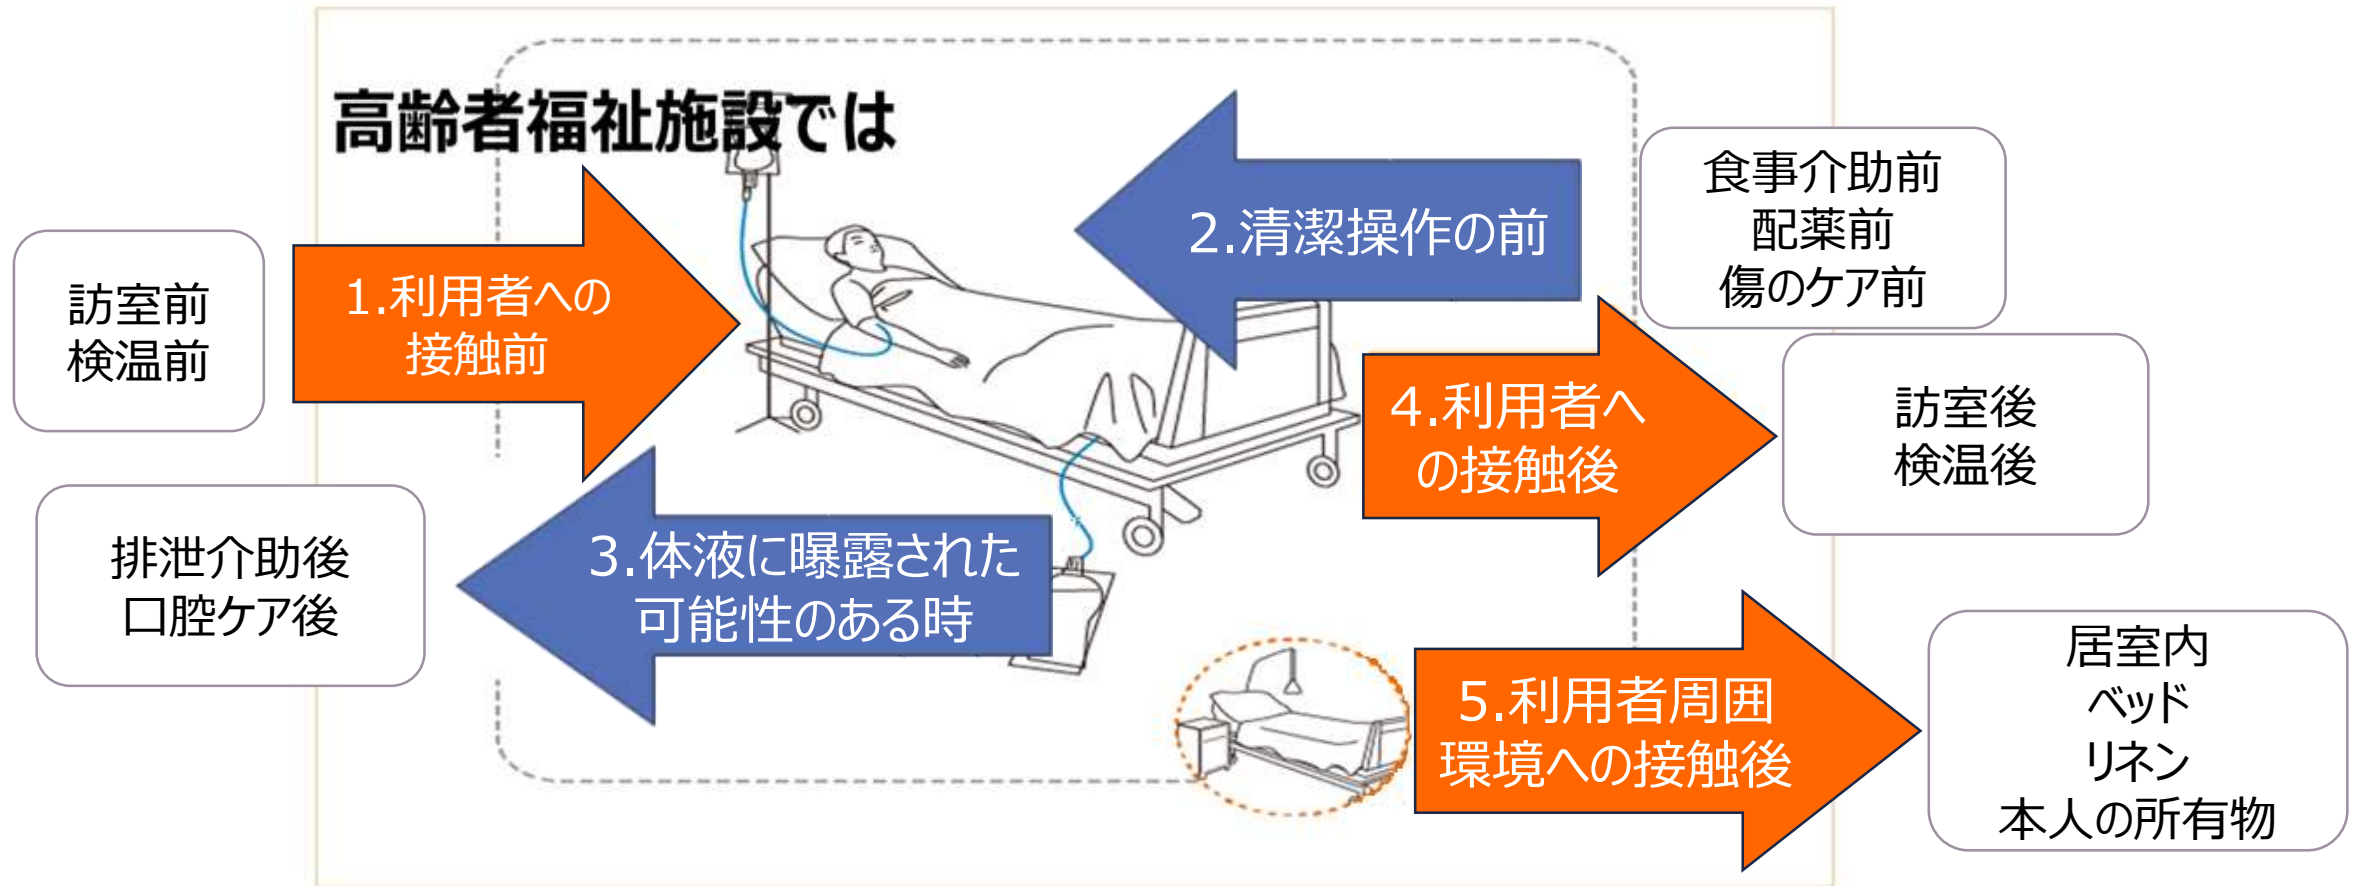 高齢者福祉施設では
訪室前
検温前
1.利用者への
接触前
2.清潔操作の前
食事介助前
配薬前
傷のケア前
3.体液に曝露された
可能性のある時
排泄介助後
口腔ケア後
4.利用者へ
の接触後
訪室後
検温後
5.利用者周囲
環境への接触後
居室内
ベッド
リネン
本人の所有物